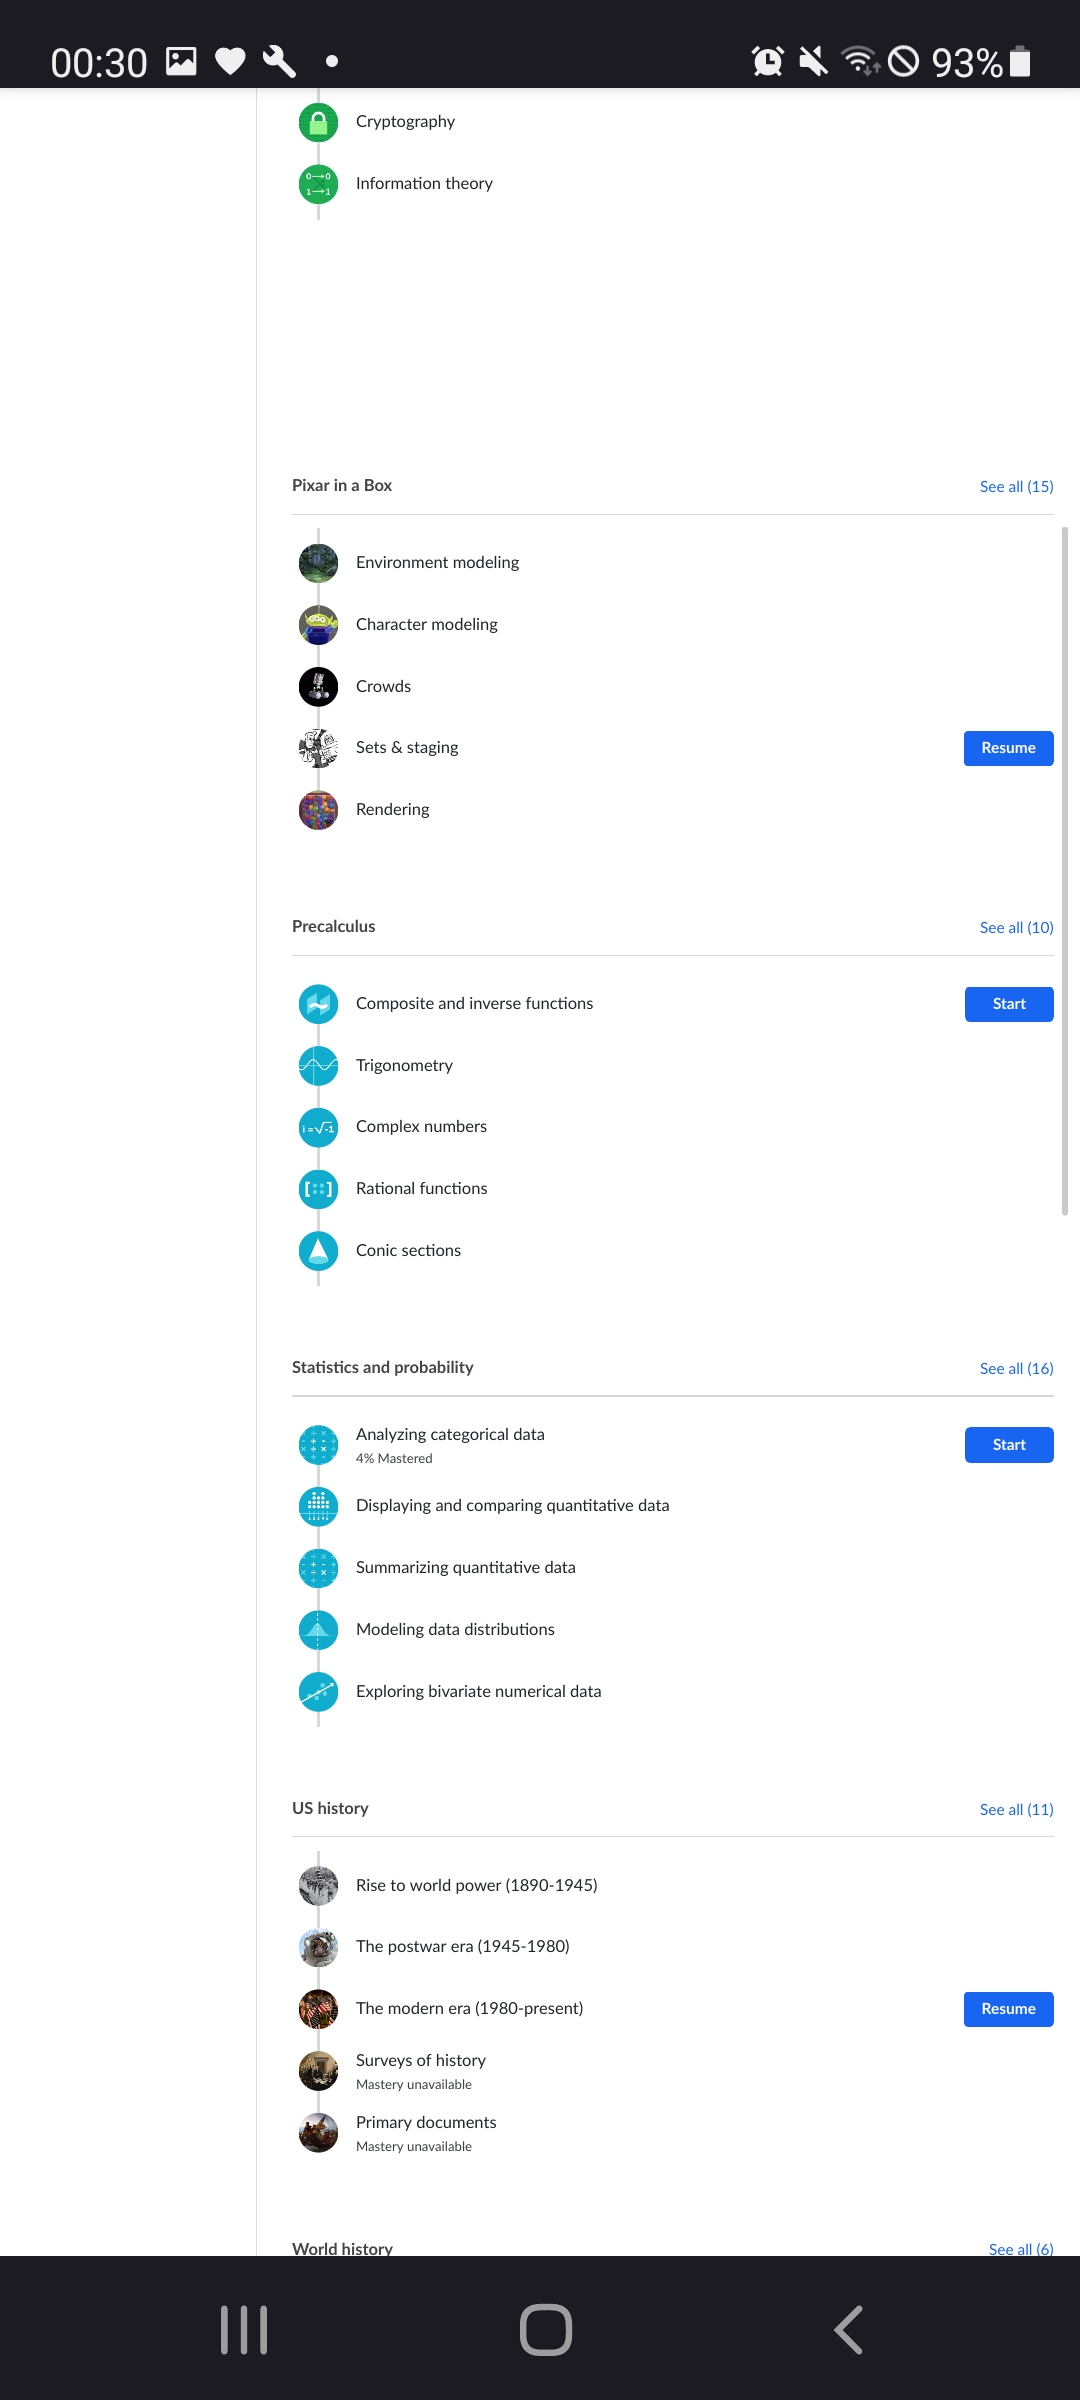 00:30 93%
Cryptography
0→0
1→1
Information theory
Pixar in a Box See all (15)
Environment modeling
Character modeling
Crowds
Sets & staging Resume
Rendering
Precalculus See all (10)
Composite and inverse functions Start
Trigonometry
i=√-1 Complex numbers
Rational functions
Conic sections
Statistics and probability See all (16)
Analyzing categorical data Start
4% Mastered
Displaying and comparing quantitative data
Summarizing quantitative data
Modeling data distributions
Exploring bivariate numerical data
US history See all (11)
Rise to world power (1890-1945)
The postwar era (1945-1980)
The modern era (1980-present) Resume
Surveys of history
Mastery unavailable
Primary documents
Mastery unavailable
World history See all (6)